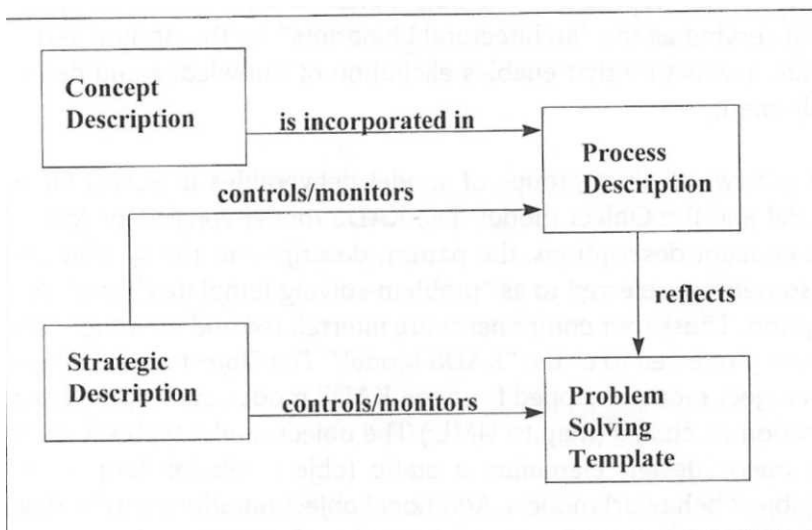 Concept
Description
is incorporated in
Process
Description
controls/monitors
reflects
Strategic
Description
controls/monitors
Problem
Solving
Template